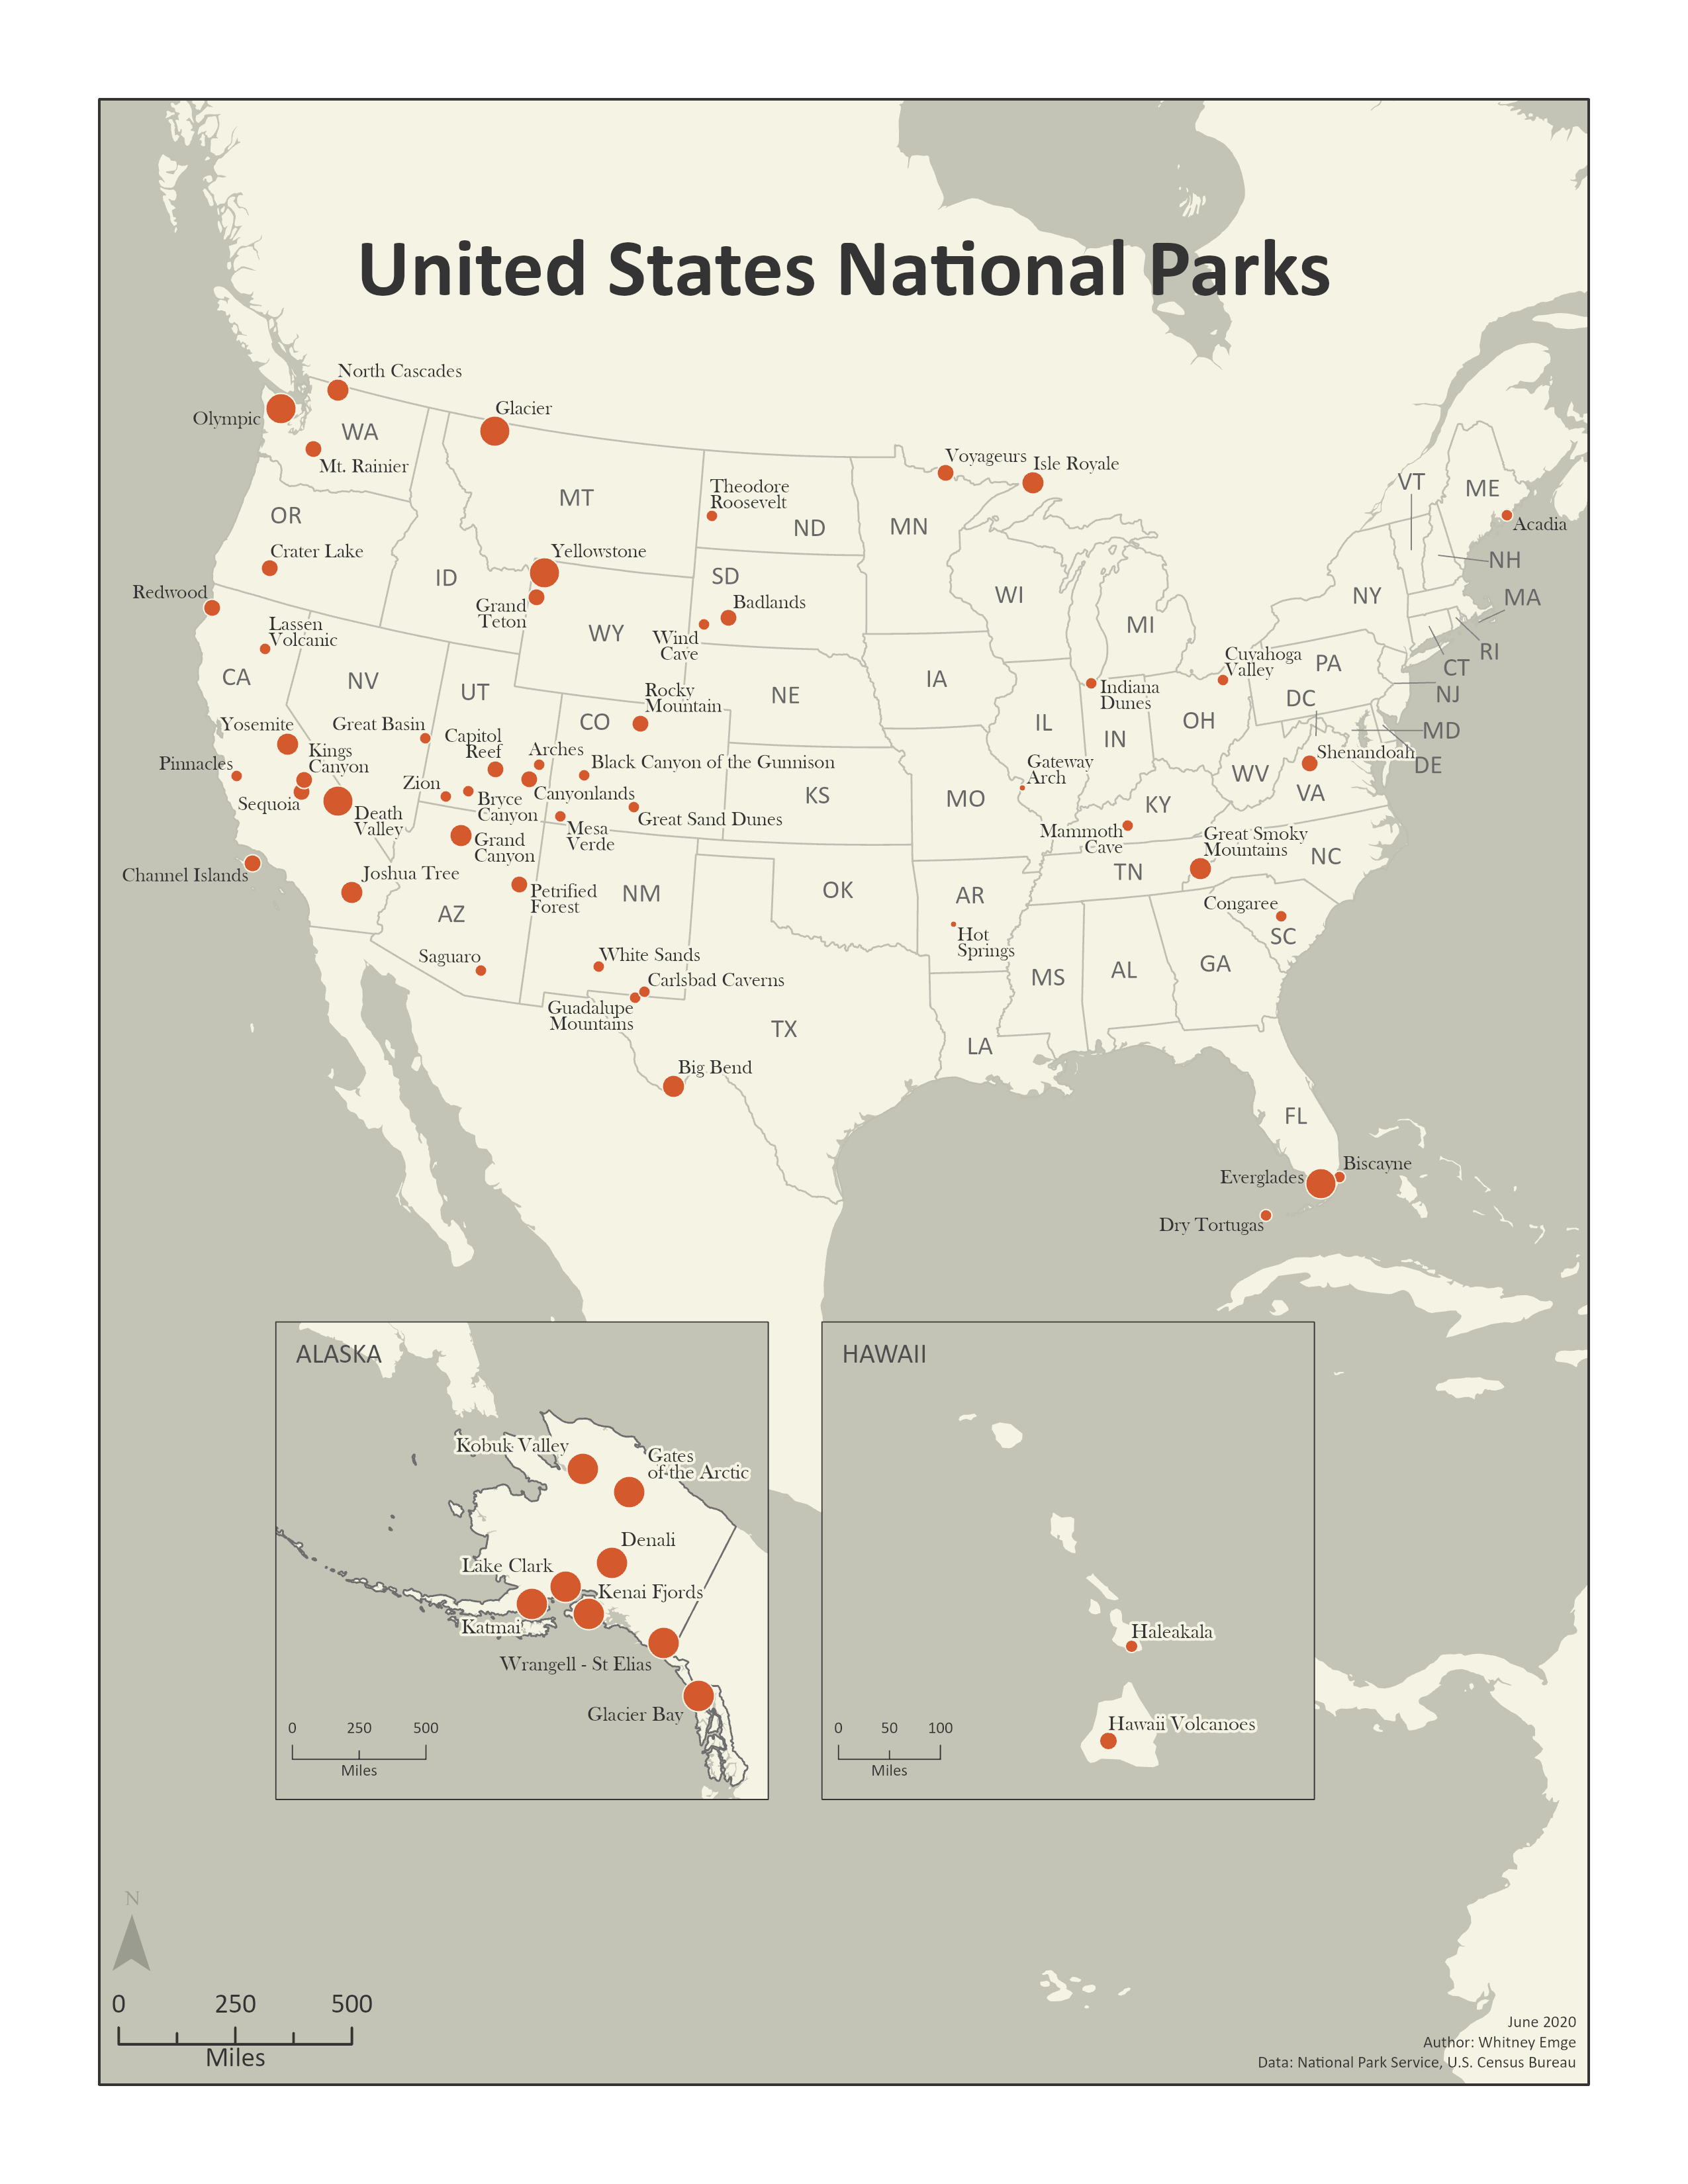 United States National Parks
North Cascades
Olympic
WA
Mt. Rainier
Glacier
MT
OR
Crater Lake
ID
Yellowstone
Grand
Teton
WY
Theodore
Roosevelt
ND
SD
Badlands
Wind
Cave
Voyageurs
Isle Royale
MN
WI
MI
VT
ME
Acadia
NH
MA
NY
RI
CT
NJ
PA
DC
MD
DE
Redwood
Lassen
Volcanic
CA
NV
UT
Yosemite
Great Basin
Capitol
Reef
Arches
Pinnacles
Kings
Canyon
Sequoia
Zion
Bryce
Canyon
Canyonlands
Death
Valley
Grand
Canyon
Channel Islands
Joshua Tree
AZ
Petrified
Forest
Saguaro
CO
Rocky
Mountain
Black Canyon of the Gunnison
Great Sand Dunes
Mesa
Verde
NM
White Sands
Carlsbad Caverns
Guadalupe
Mountains
Big Bend
TX
NE
KS
OK
IA
MO
AR
Hot
Springs
LA
IL
Gateway
Arch
Indiana
Dunes
IN
Cuyahoga
Valley
OH
WV
Shenandoah
VA
KY
Mammoth
Cave
Great Smoky
Mountains
TN
NC
Congaree
SC
MS
AL
GA
FL
Everglades
Biscayne
Dry Tortugas
ALASKA
Kobuk Valley
Gates
of the Arctic
Denali
Lake Clark
Kenai Fjords
Katmai
Wrangell - St Elias
Glacier Bay
0 250 500
Miles
HAWAII
Haleakala
Hawaii Volcanoes
0 50 100
Miles
N
0 250 500
Miles
June 2020
Author: Whitney Emge
Data: National Park Service, U.S. Census Bureau